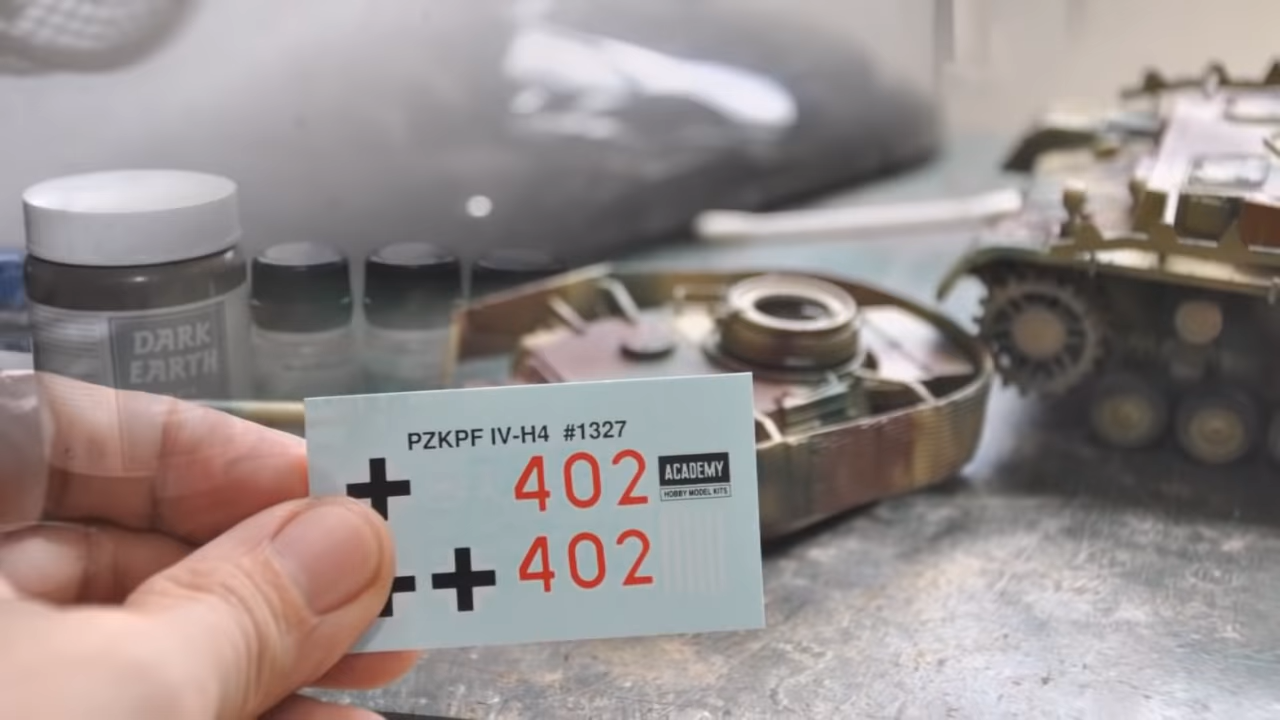 DARK
EARTH
PZKPF IV-H4 #1327
402
ACADEMY
HOBBY MODEL KITS
402